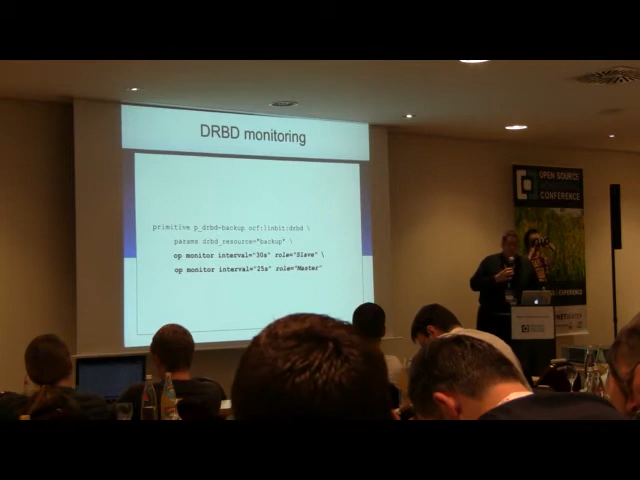 DRBD monitoring
primitive p_drbd-backup ocf:linbit:drbd \
params drbd_resource="backup" \
op monitor interval="30s" role="Slave" \
op monitor interval="25s" role="Master"
OPEN SOURCE
CONFERENCE